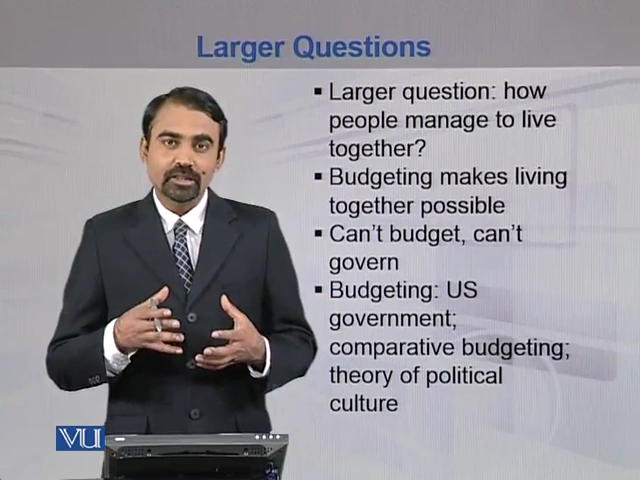 Larger Questions
▪ Larger question: how
people manage to live
together?
▪ Budgeting makes living
together possible
▪ Can't budget, can't
govern
▪ Budgeting: US
government;
comparative budgeting;
theory of political
culture
VU